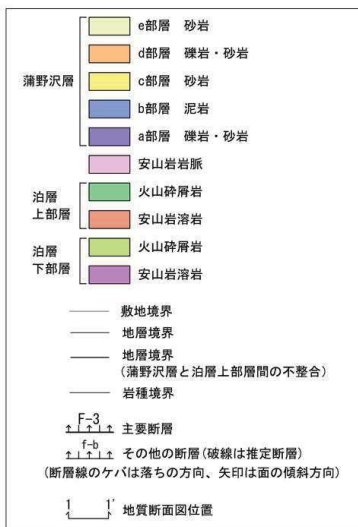 蒲野沢層
e部層 砂岩
d部層 礫岩・砂岩
c部層 砂岩
b部層 泥岩
a部層 礫岩・砂岩
安山岩岩脈
泊層
上部層
火山砕屑岩
安山岩溶岩
泊層
下部層
火山砕屑岩
安山岩溶岩
敷地境界
地層境界
地層境界
(蒲野沢層と泊層上部層間の不整合)
岩種境界
F-3 主要断層
f-b その他の断層(破線は推定断層)
(断層線のケバは落ちの方向、矢印は面の傾斜方向)
1 1' 地質断面図位置